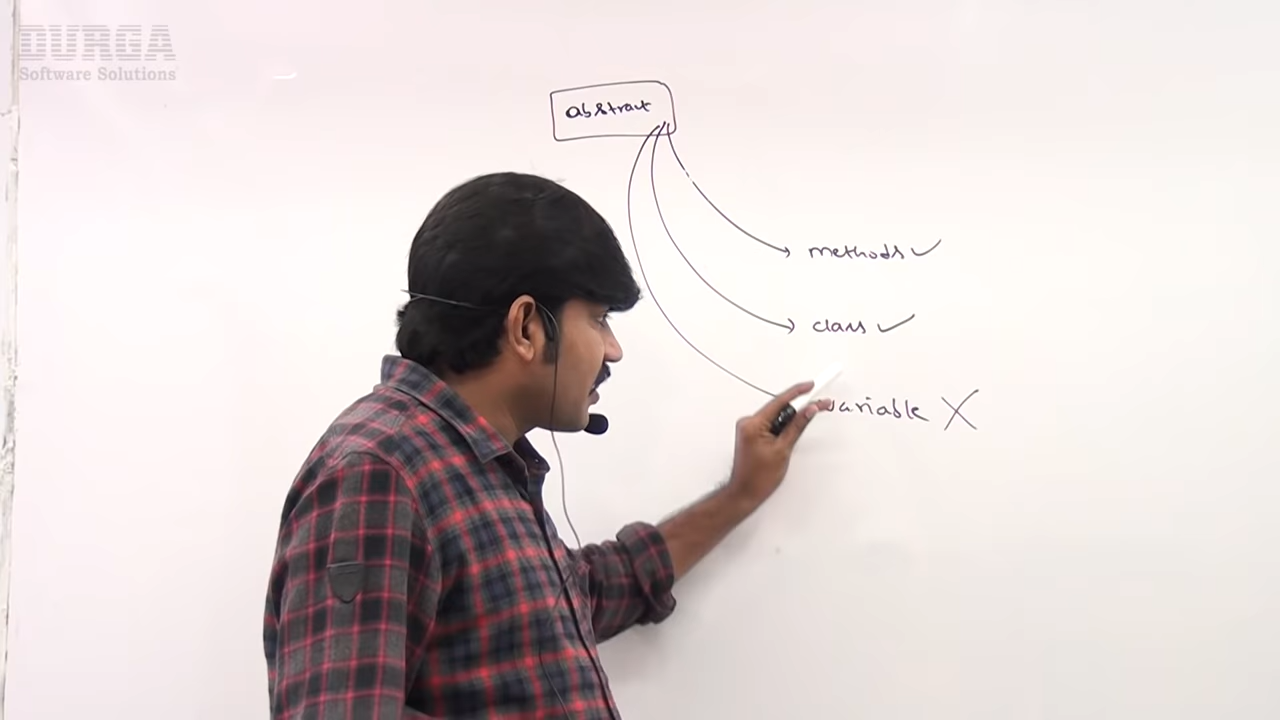 DURGA
Software Solutions
abstract
methods ✓
class ✓
variable X